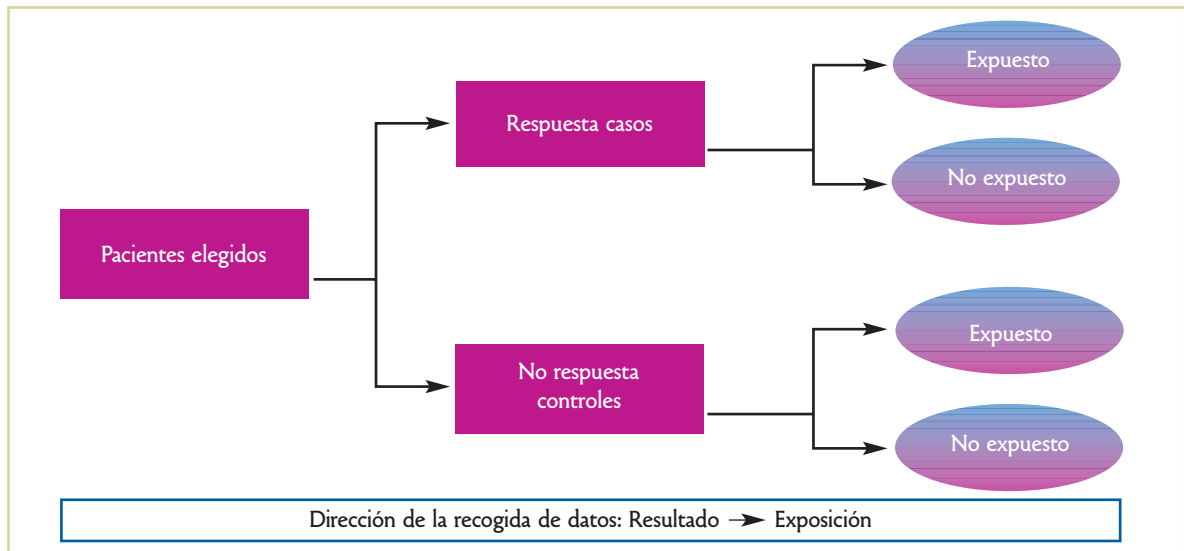 Pacientes elegidos
Respuesta casos
Expuesto
No expuesto
No respuesta
controles
Expuesto
No expuesto
Dirección de la recogida de datos: Resultado → Exposición